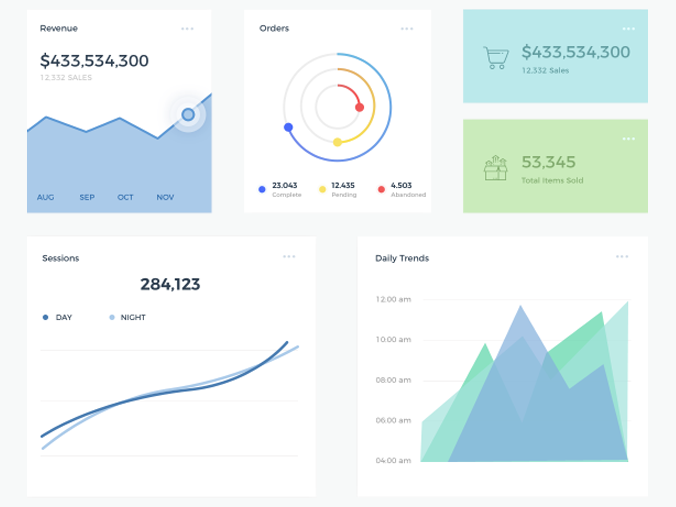 Revenue
$433,534,300
12,332 SALES
AUG SEP OCT NOV
Orders
23.043 12.435 4.503
Complete Pending Abandoned
$433,534,300
12,332 Sales
53,345
Total Items Sold
Sessions
284,123
DAY NIGHT
Daily Trends
12:00 am
10:00 am
08:00 am
06:00 am
04:00 am